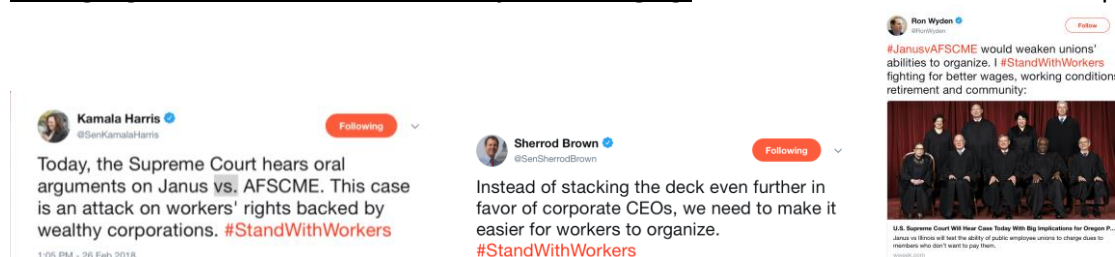 Kamala Harris
@SenKamalaHarris
Following
Today, the Supreme Court hears oral
arguments on Janus vs. AFSCME. This case
is an attack on workers' rights backed by
wealthy corporations. #StandWithWorkers
1:05 PM - 26 Feb 2018
Sherrod Brown
@SenSherrodBrown
Following
Instead of stacking the deck even further in
favor of corporate CEOs, we need to make it
easier for workers to organize.
#StandWithWorkers
Ron Wyden
@RonWyden
Follow
#JanusvAFSCME would weaken unions'
abilities to organize. I #StandWithWorkers
fighting for better wages, working conditions
retirement and community:
U.S. Supreme Court Will Hear Case Today With Big Implications for Oregon P...
Janus vs Illinois will test the ability of public employee unions to charge dues to
members who don't want to pay them.
wweek.com